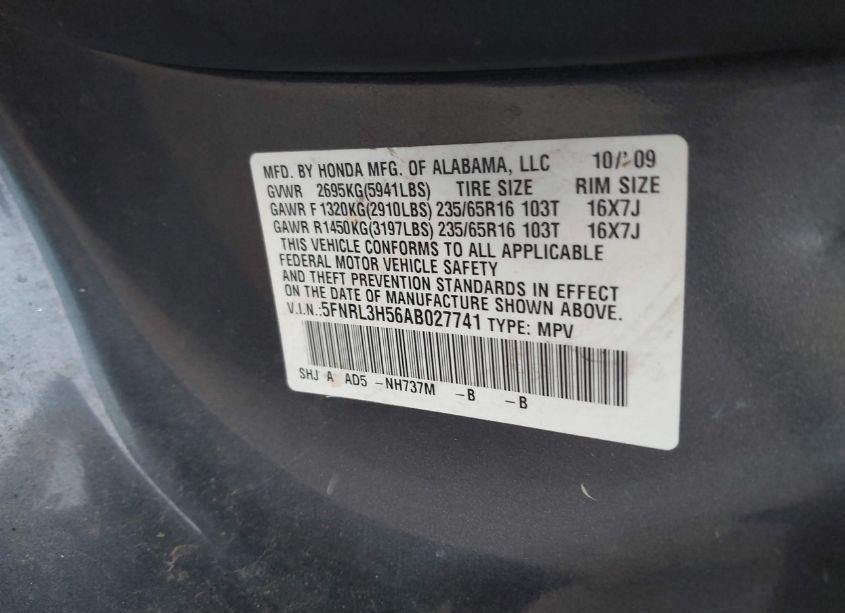 MFD. BY HONDA MFG. OF ALABAMA, LLC 10/09
GVWR 2695KG(5941LBS) TIRE SIZE RIM SIZE
GAWR F 1320KG(2910LBS) 235/65R16 103T 16X7J
GAWR R1450KG(3197LBS) 235/65R16 103T 16X7J
THIS VEHICLE CONFORMS TO ALL APPLICABLE
FEDERAL MOTOR VEHICLE SAFETY
AND THEFT PREVENTION STANDARDS IN EFFECT
ON THE DATE OF MANUFACTURE SHOWN ABOVE.
V.I.N.:5FNRL3H56AB027741 TYPE: MPV
SHJ A AD5 -NH737M -B -B